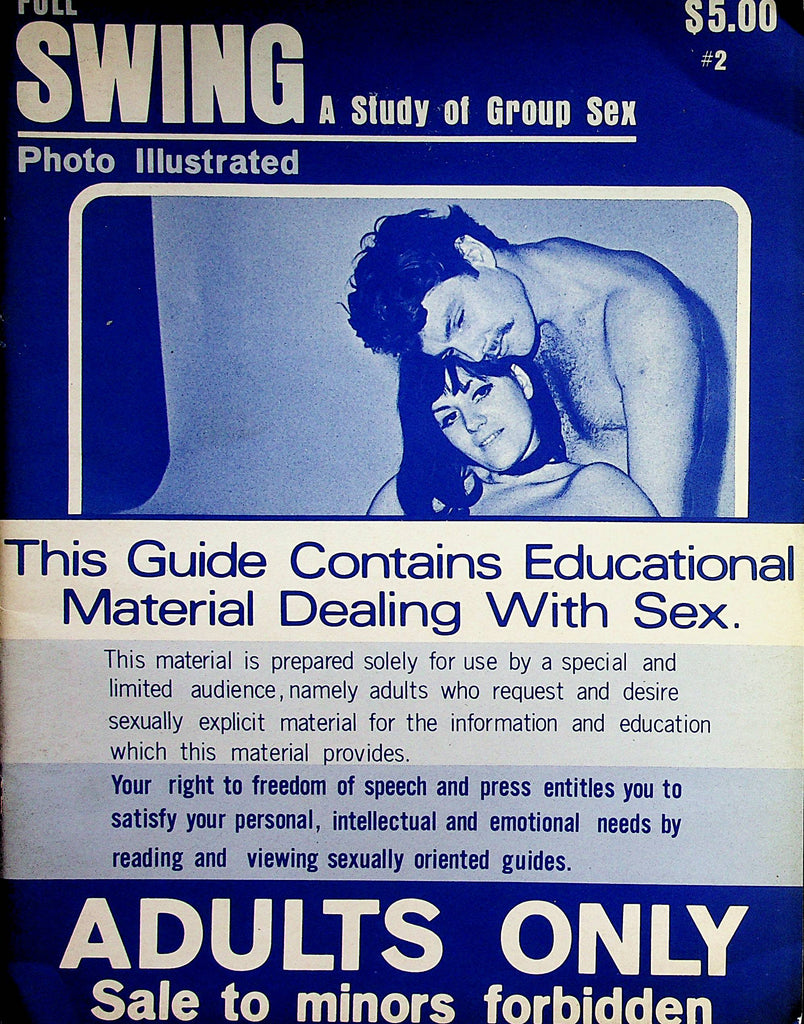 FULL
SWING A Study of Group Sex
$5.00
#2
Photo Illustrated
This Guide Contains Educational
Material Dealing With Sex.
This material is prepared solely for use by a special and
limited audience, namely adults who request and desire
sexually explicit material for the information and education
which this material provides.
Your right to freedom of speech and press entitles you to
satisfy your personal, intellectual and emotional needs by
reading and viewing sexually oriented guides.
ADULTS ONLY
Sale to minors forbidden